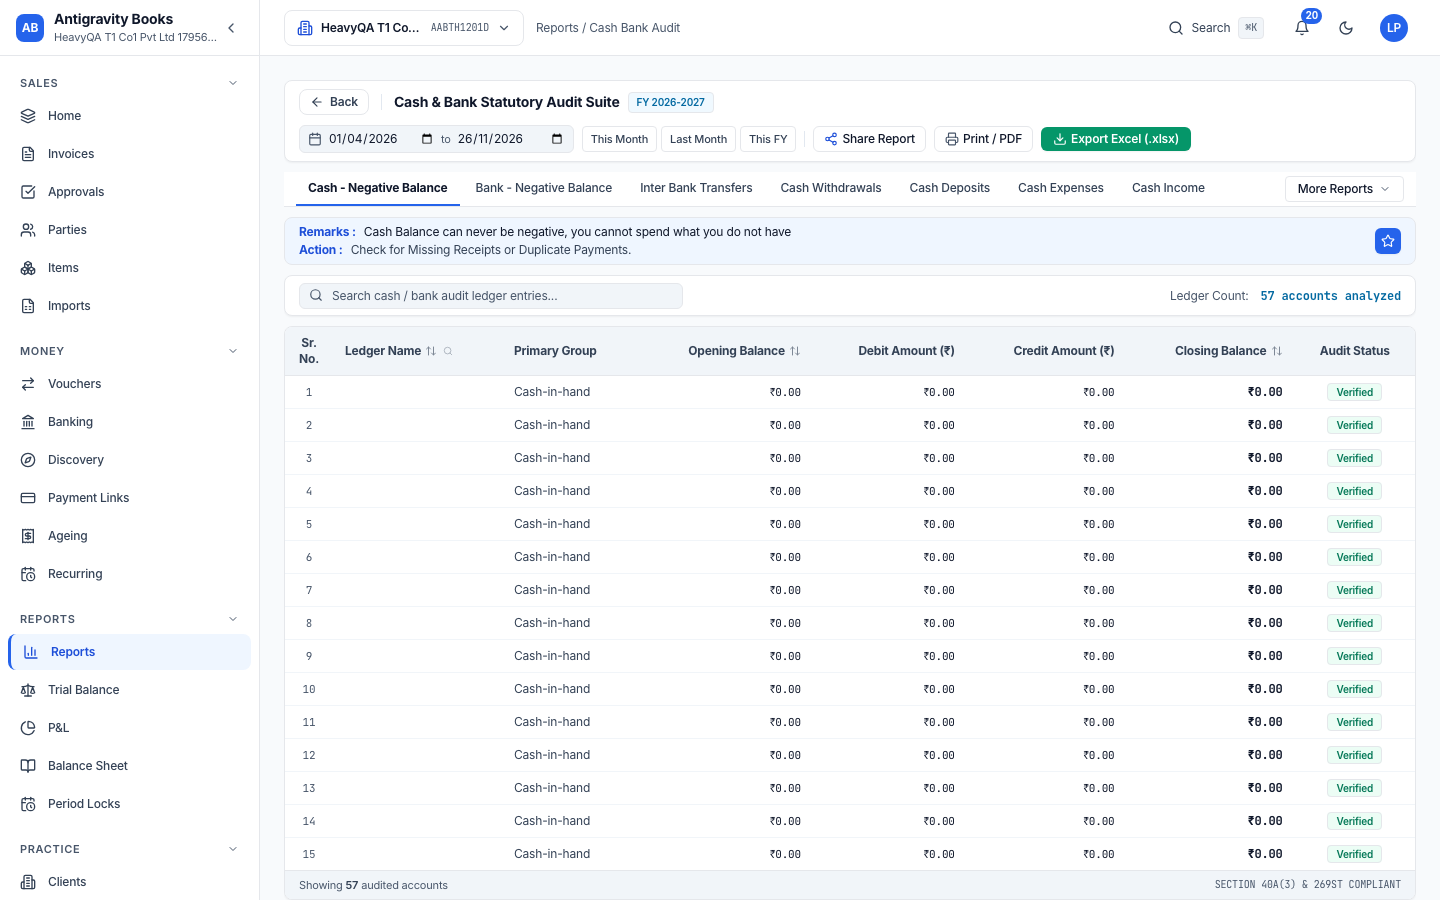 AB
Antigravity Books
HeavyQA T1 Co1 Pvt Ltd 17956...
HeavyQA T1 Co... AABTH1201D
Reports / Cash Bank Audit
Search ⌘K
20
LP
SALES
Home
Invoices
Approvals
Parties
Items
Imports
MONEY
Vouchers
Banking
Discovery
Payment Links
Ageing
Recurring
REPORTS
Reports
Trial Balance
P&L
Balance Sheet
Period Locks
PRACTICE
Clients
Back Cash & Bank Statutory Audit Suite FY 2026-2027
01/04/2026 to 26/11/2026 This Month Last Month This FY Share Report Print / PDF Export Excel (.xlsx)
Cash - Negative Balance Bank - Negative Balance Inter Bank Transfers Cash Withdrawals Cash Deposits Cash Expenses Cash Income More Reports
Remarks : Cash Balance can never be negative, you cannot spend what you do not have
Action : Check for Missing Receipts or Duplicate Payments.
Search cash / bank audit ledger entries... Ledger Count: 57 accounts analyzed
Sr. No. Ledger Name Primary Group Opening Balance Debit Amount (₹) Credit Amount (₹) Closing Balance Audit Status
1 Cash-in-hand ₹0.00 ₹0.00 ₹0.00 ₹0.00 Verified
2 Cash-in-hand ₹0.00 ₹0.00 ₹0.00 ₹0.00 Verified
3 Cash-in-hand ₹0.00 ₹0.00 ₹0.00 ₹0.00 Verified
4 Cash-in-hand ₹0.00 ₹0.00 ₹0.00 ₹0.00 Verified
5 Cash-in-hand ₹0.00 ₹0.00 ₹0.00 ₹0.00 Verified
6 Cash-in-hand ₹0.00 ₹0.00 ₹0.00 ₹0.00 Verified
7 Cash-in-hand ₹0.00 ₹0.00 ₹0.00 ₹0.00 Verified
8 Cash-in-hand ₹0.00 ₹0.00 ₹0.00 ₹0.00 Verified
9 Cash-in-hand ₹0.00 ₹0.00 ₹0.00 ₹0.00 Verified
10 Cash-in-hand ₹0.00 ₹0.00 ₹0.00 ₹0.00 Verified
11 Cash-in-hand ₹0.00 ₹0.00 ₹0.00 ₹0.00 Verified
12 Cash-in-hand ₹0.00 ₹0.00 ₹0.00 ₹0.00 Verified
13 Cash-in-hand ₹0.00 ₹0.00 ₹0.00 ₹0.00 Verified
14 Cash-in-hand ₹0.00 ₹0.00 ₹0.00 ₹0.00 Verified
15 Cash-in-hand ₹0.00 ₹0.00 ₹0.00 ₹0.00 Verified
Showing 57 audited accounts SECTION 40A(3) & 269ST COMPLIANT